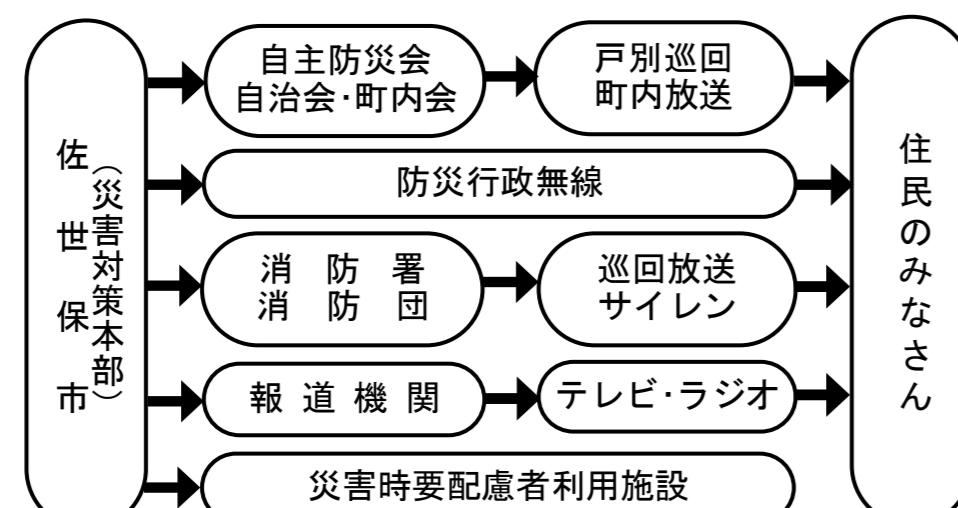 佐世保市
（災害対策本部）
自主防災会
自治会・町内会
戸別巡回
町内放送
防災行政無線
消防署
消防団
巡回放送
サイレン
報道機関
テレビ・ラジオ
災害時要配慮者利用施設
住民のみなさん